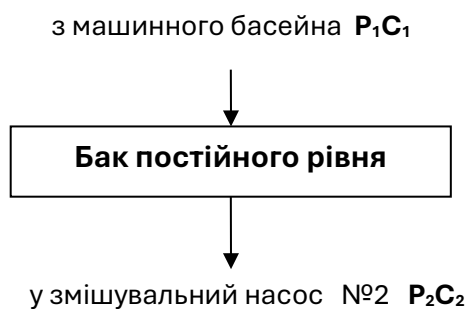 з машинного басейна P₁C₁
Бак постійного рівня
у змішувальний насос №2 P₂C₂